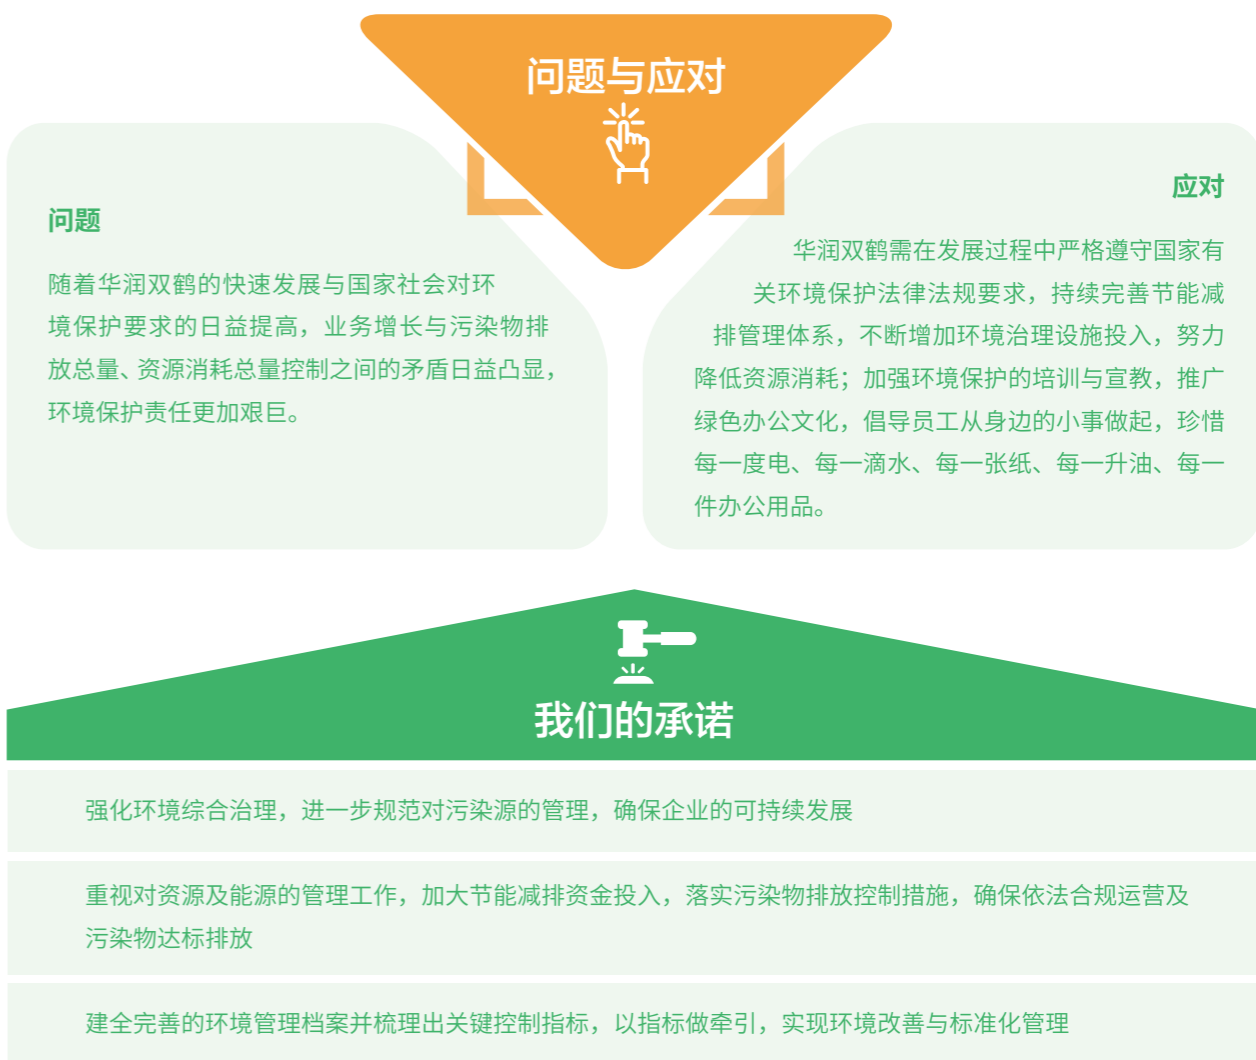 问题与应对
问题
随着华润双鹤的快速发展与国家社会对环
境保护要求的日益提高，业务增长与污染物排
放总量、资源消耗总量控制之间的矛盾日益凸显，
环境保护责任更加艰巨。
应对
华润双鹤需在发展过程中严格遵守国家有
关环境保护法律法规要求，持续完善节能减
排管理体系，不断增加环境治理设施投入，努力
降低资源消耗；加强环境保护的培训与宣教，推广
绿色办公文化，倡导员工从身边的小事做起，珍惜
每一度电、每一滴水、每一张纸、每一升油、每一
件办公用品。
我们的承诺
强化环境综合治理，进一步规范对污染源的管理，确保企业的可持续发展
重视对资源及能源的管理工作，加大节能减排资金投入，落实污染物排放控制措施，确保依法合规运营及
污染物达标排放
建全完善的环境管理档案并梳理出关键控制指标，以指标做牵引，实现环境改善与标准化管理